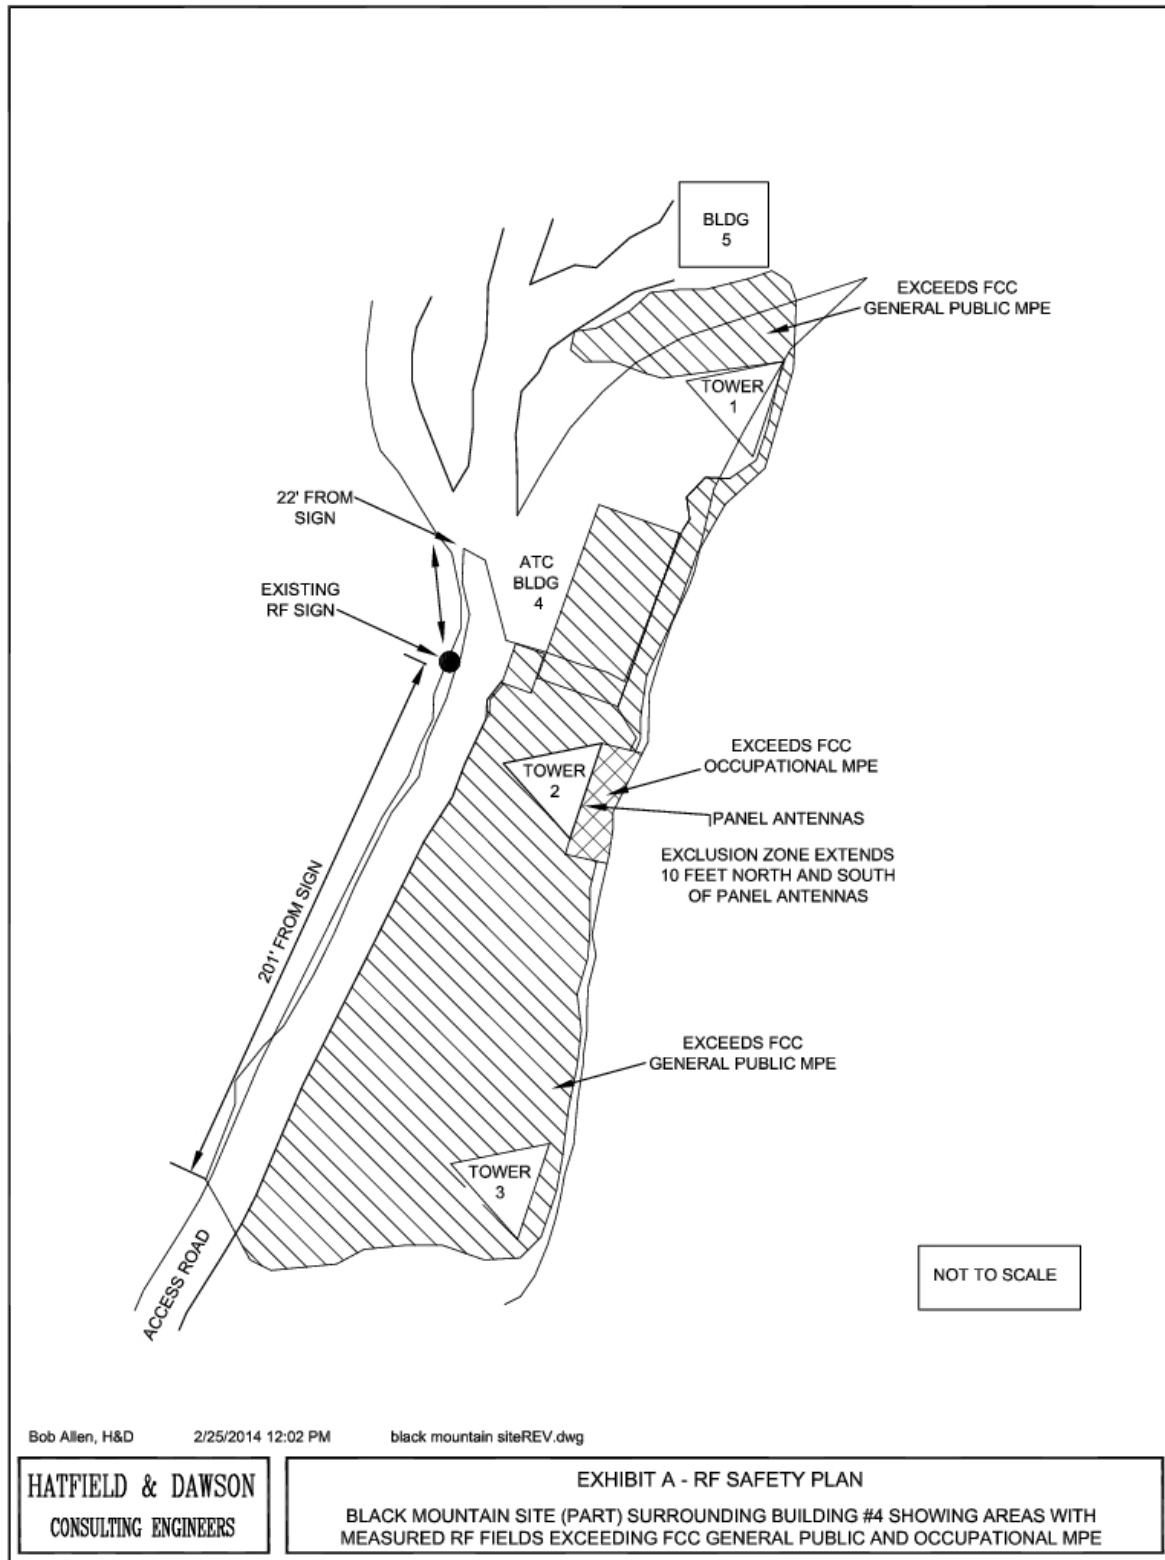 BLDG
5
EXCEEDS FCC
GENERAL PUBLIC MPE
TOWER
1
22' FROM
SIGN
ATC
BLDG
4
EXISTING
RF SIGN
EXCEEDS FCC
OCCUPATIONAL MPE
TOWER
2
PANEL ANTENNAS
EXCLUSION ZONE EXTENDS
10 FEET NORTH AND SOUTH
OF PANEL ANTENNAS
201' FROM SIGN
EXCEEDS FCC
GENERAL PUBLIC MPE
TOWER
3
ACCESS ROAD
NOT TO SCALE
Bob Allen, H&D 2/25/2014 12:02 PM black mountain siteREV.dwg
HATFIELD & DAWSON
CONSULTING ENGINEERS
EXHIBIT A - RF SAFETY PLAN
BLACK MOUNTAIN SITE (PART) SURROUNDING BUILDING #4 SHOWING AREAS WITH
MEASURED RF FIELDS EXCEEDING FCC GENERAL PUBLIC AND OCCUPATIONAL MPE